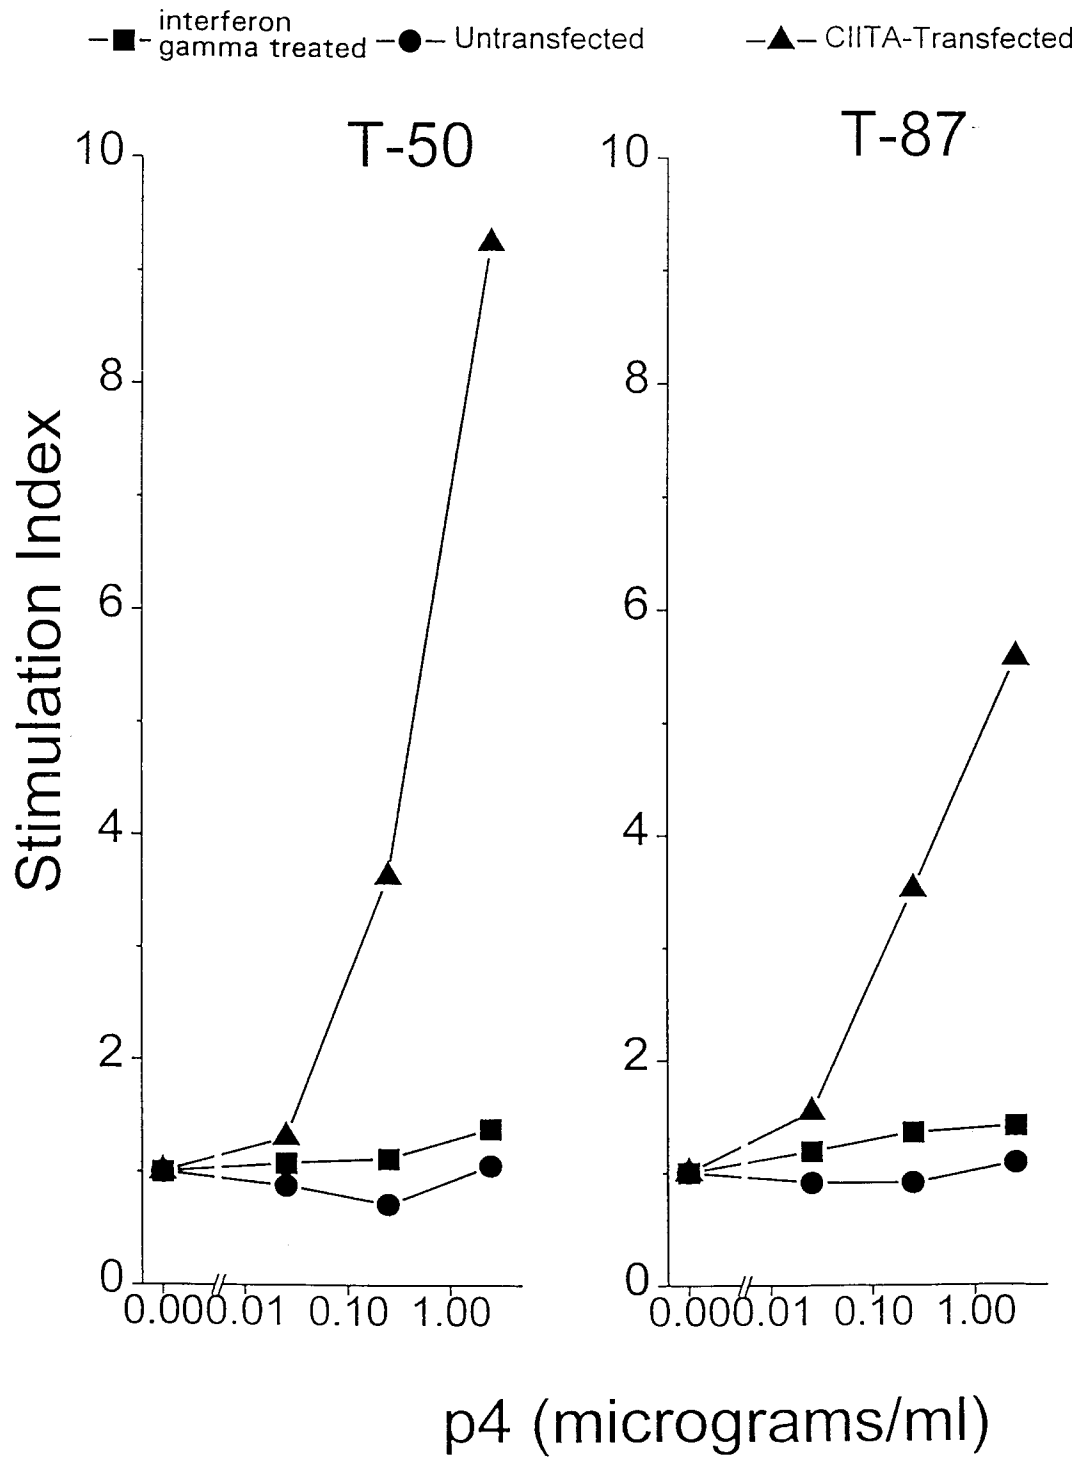 interferon
gamma treated
Untransfected
CIITA-Transfected
T-50
T-87
10
8
6
4
2
0
10
8
6
4
2
0
Stimulation Index
0.000 0.01 0.10 1.00
0.000 0.01 0.10 1.00
p4 (micrograms/ml)